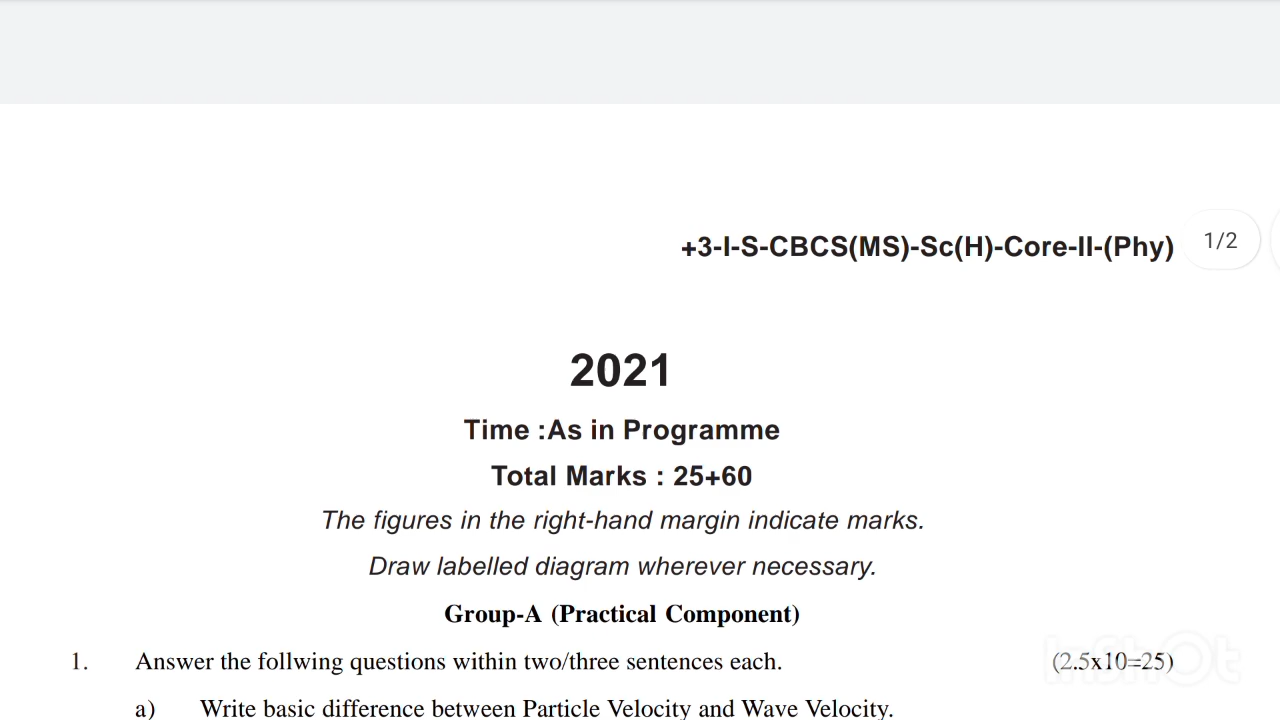 +3-I-S-CBCS(MS)-Sc(H)-Core-II-(Phy)
1/2
2021
Time :As in Programme
Total Marks : 25+60
The figures in the right-hand margin indicate marks.
Draw labelled diagram wherever necessary.
Group-A (Practical Component)
1. Answer the follwing questions within two/three sentences each. (2.5x10=25)
InShOt
a) Write basic difference between Particle Velocity and Wave Velocity.